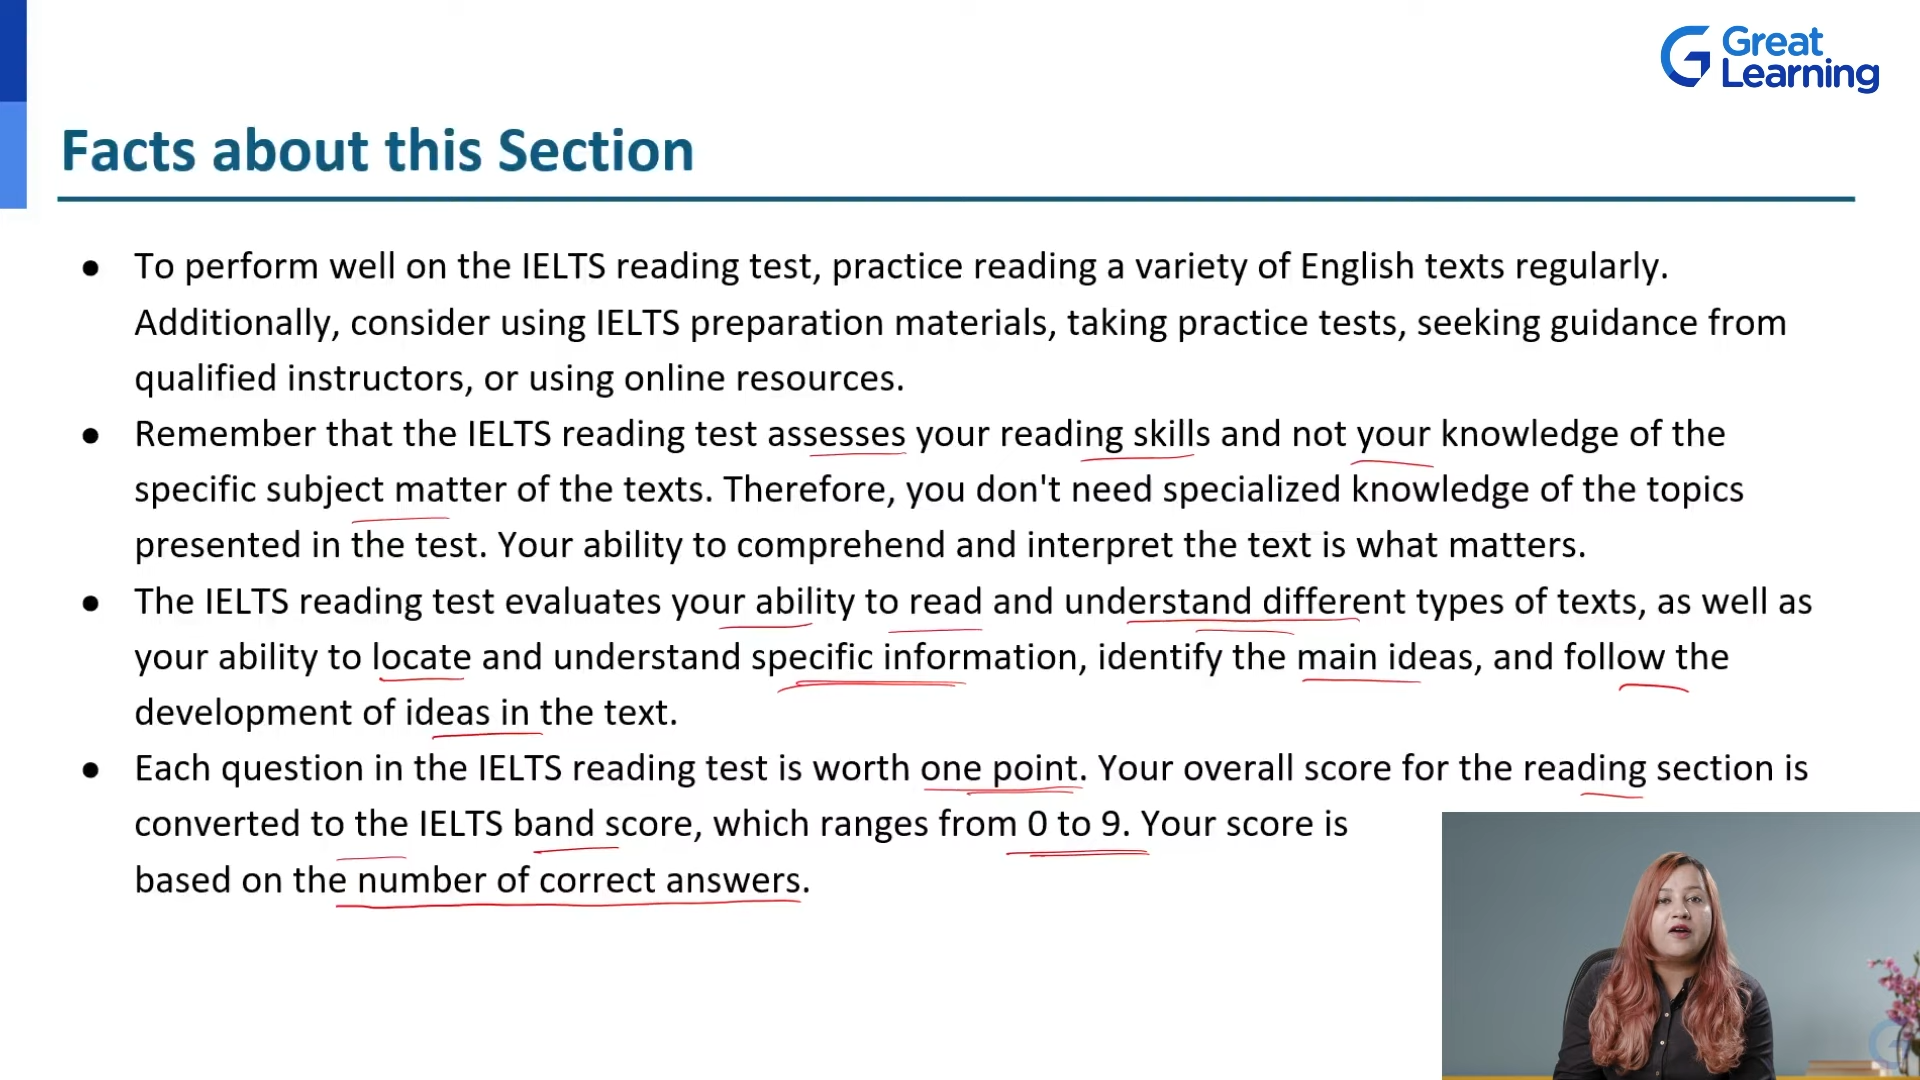 Great
Learning
Facts about this Section
● To perform well on the IELTS reading test, practice reading a variety of English texts regularly.
Additionally, consider using IELTS preparation materials, taking practice tests, seeking guidance from
qualified instructors, or using online resources.
● Remember that the IELTS reading test assesses your reading skills and not your knowledge of the
specific subject matter of the texts. Therefore, you don't need specialized knowledge of the topics
presented in the test. Your ability to comprehend and interpret the text is what matters.
● The IELTS reading test evaluates your ability to read and understand different types of texts, as well as
your ability to locate and understand specific information, identify the main ideas, and follow the
development of ideas in the text.
● Each question in the IELTS reading test is worth one point. Your overall score for the reading section is
converted to the IELTS band score, which ranges from 0 to 9. Your score is
based on the number of correct answers.